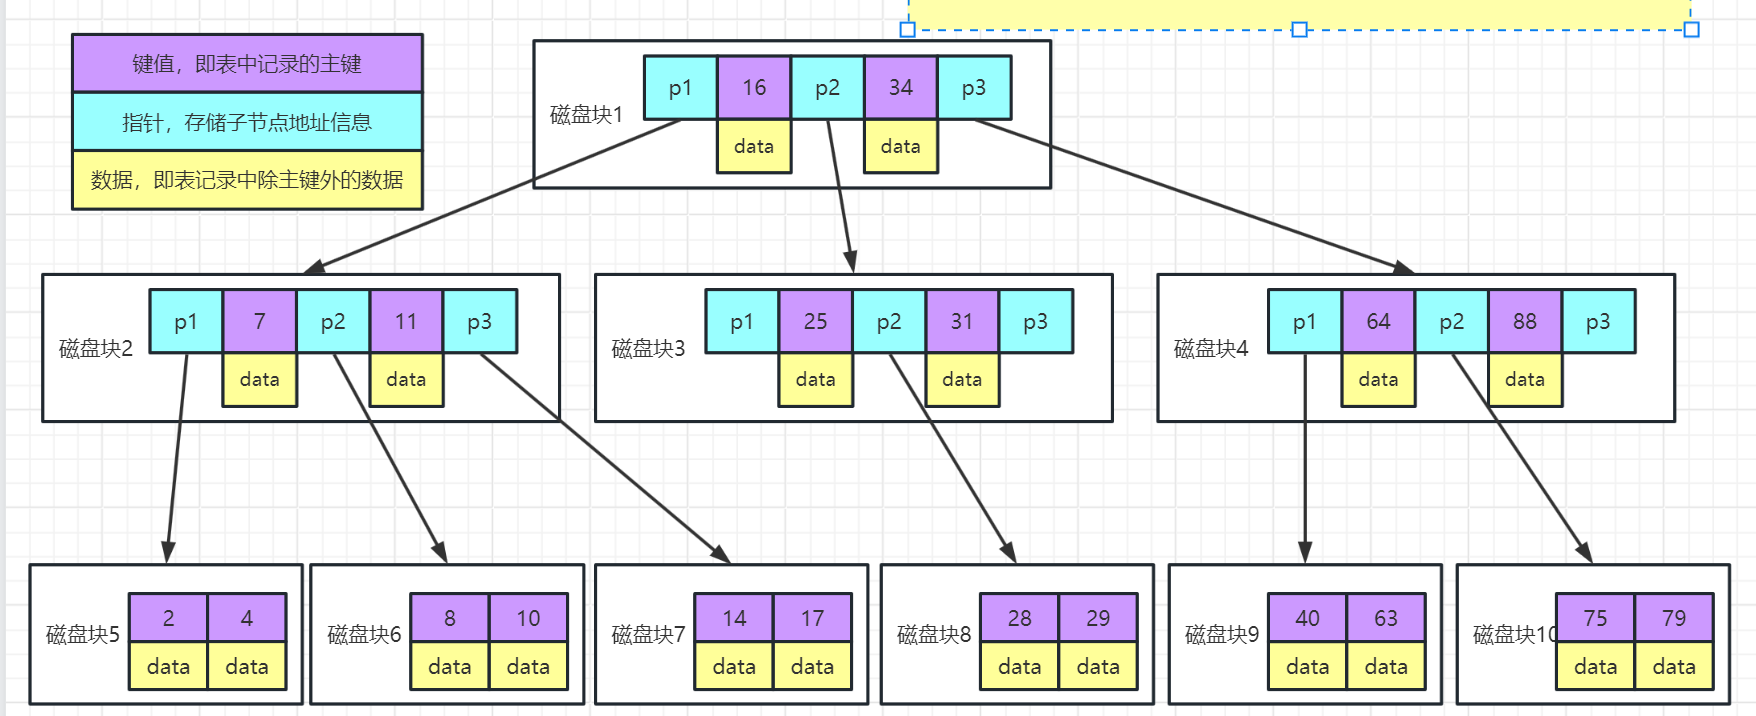 键值，即表中记录的主键
指针，存储子节点地址信息
数据，即表记录中除主键外的数据
磁盘块1
p1 16 p2 34 p3
data data
磁盘块2
p1 7 p2 11 p3
data data
磁盘块3
p1 25 p2 31 p3
data data
磁盘块4
p1 64 p2 88 p3
data data
磁盘块5
2 4
data data
磁盘块6
8 10
data data
磁盘块7
14 17
data data
磁盘块8
28 29
data data
磁盘块9
40 63
data data
磁盘块10
75 79
data data